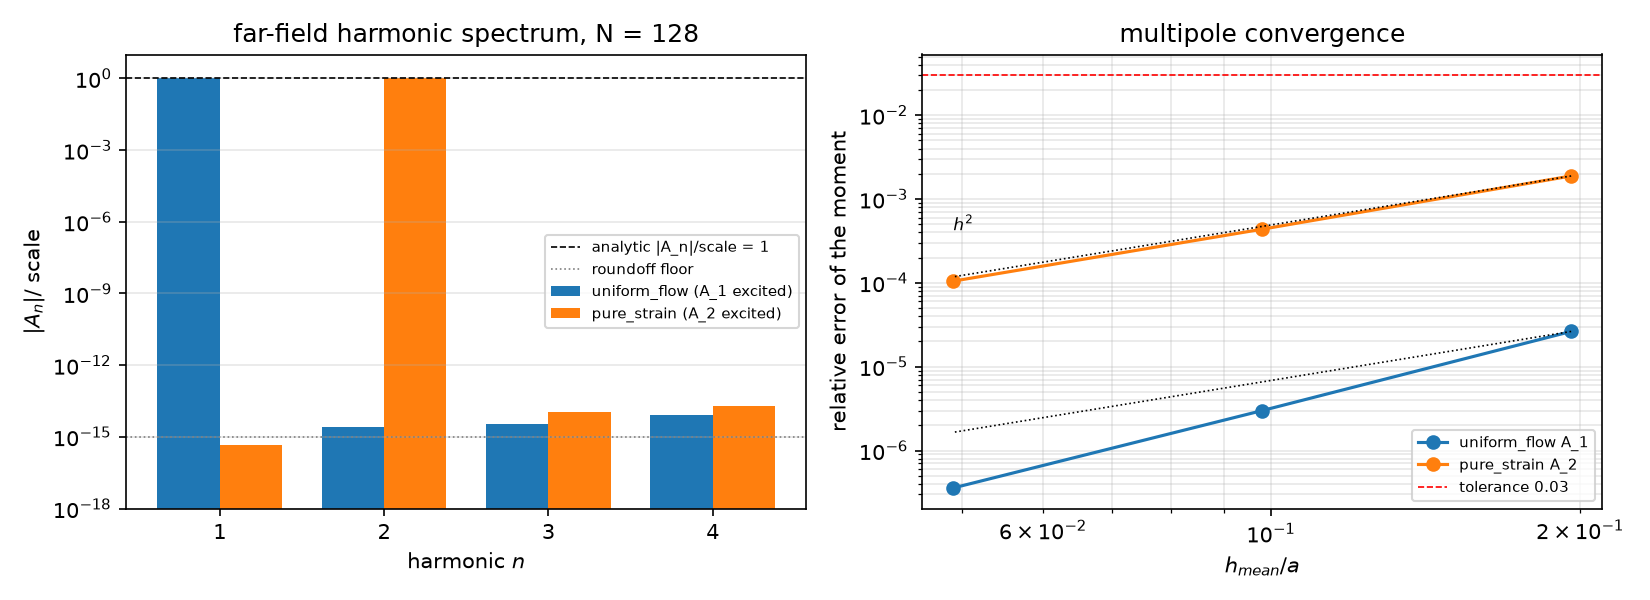 far-field harmonic spectrum, N = 128
|A_n|/ scale
10^0
10^-3
10^-6
10^-9
10^-12
10^-15
10^-18
analytic |A_n|/scale = 1
roundoff floor
uniform_flow (A_1 excited)
pure_strain (A_2 excited)
1 2 3 4
harmonic n
multipole convergence
relative error of the moment
10^-2
10^-3
10^-4
10^-5
10^-6
h^2
uniform_flow A_1
pure_strain A_2
tolerance 0.03
6 × 10^-2 10^-1 2 × 10^-1
h_mean/a